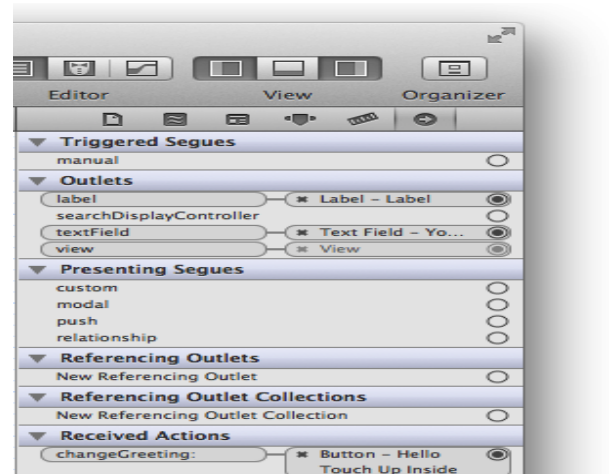 Editor View Organizer
Triggered Segues
manual
Outlets
label Label – Label
searchDisplayController
textField Text Field – Yo...
view View
Presenting Segues
custom
modal
push
relationship
Referencing Outlets
New Referencing Outlet
Referencing Outlet Collections
New Referencing Outlet Collection
Received Actions
changeGreeting: Button – Hello
Touch Up Inside